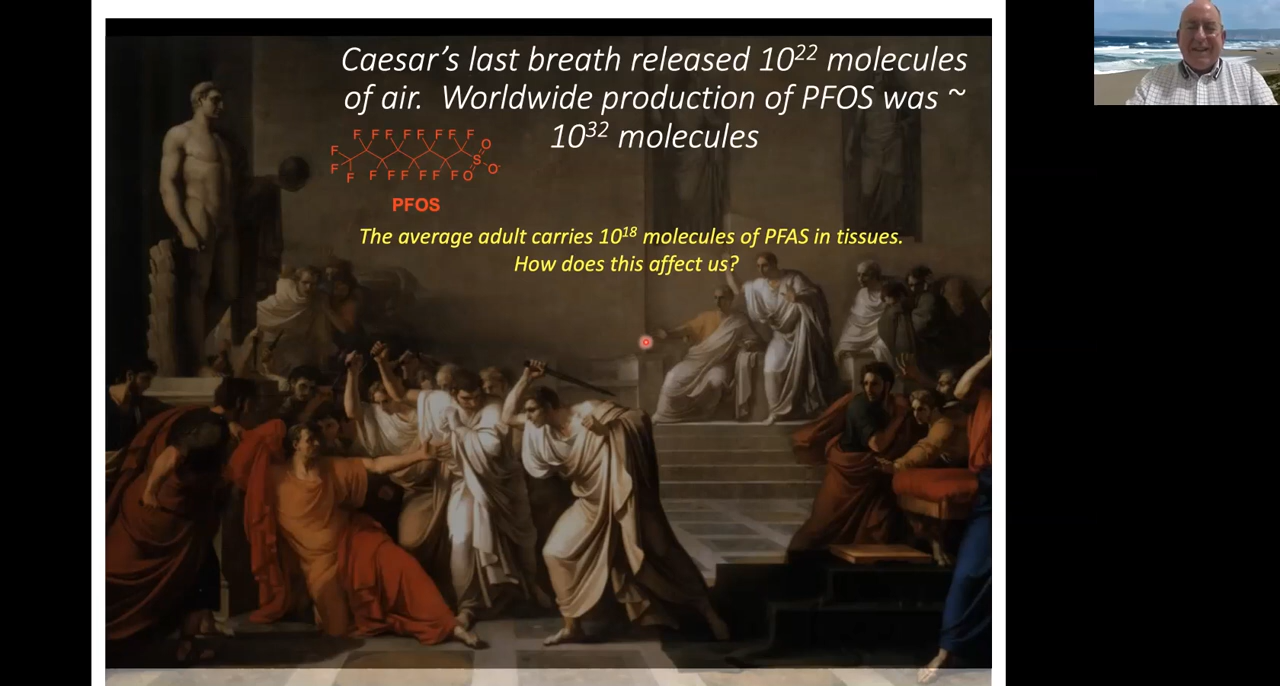 Caesar's last breath released 10²² molecules
of air. Worldwide production of PFOS was ~
10³² molecules
F F F F F F F F
F O
S
F O
F F F F F F F O
PFOS
The average adult carries 10¹⁸ molecules of PFAS in tissues.
How does this affect us?